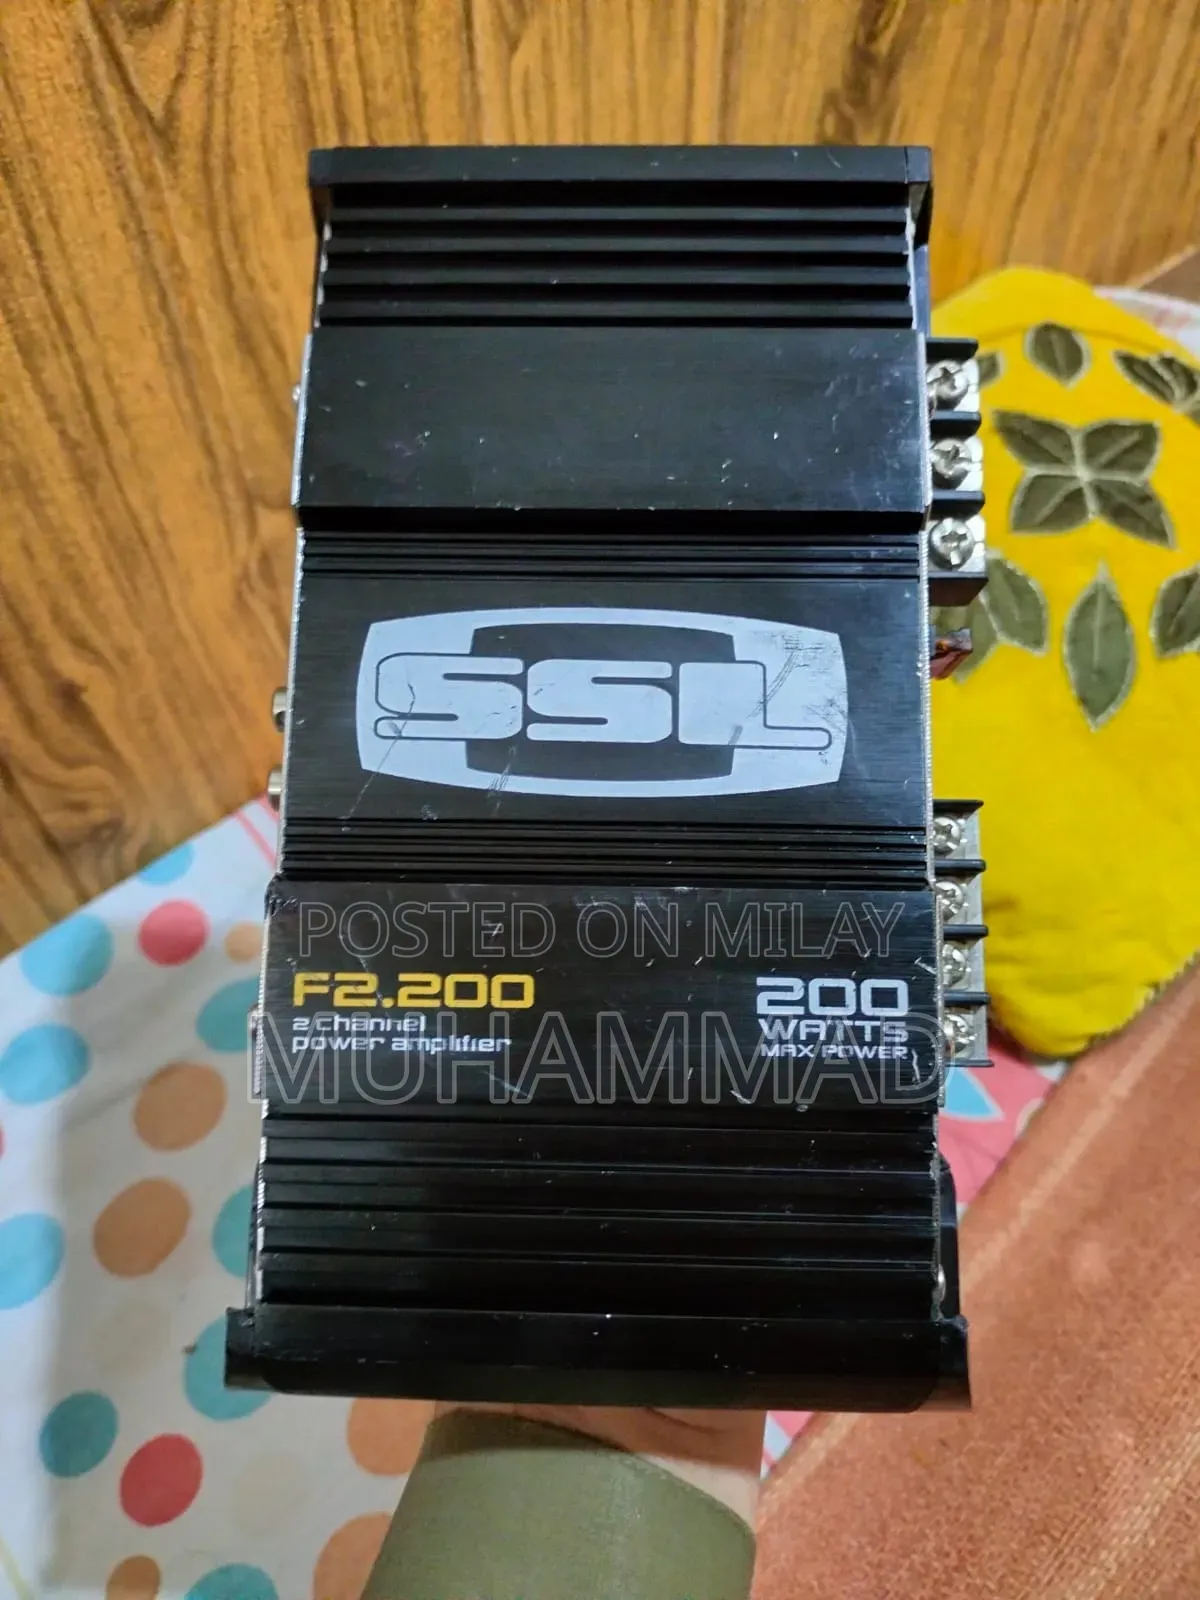 SSL
POSTED ON MILAY
F2.200
2 channel
power amplifier
200
WATTS
MAX POWER
MUHAMMAD